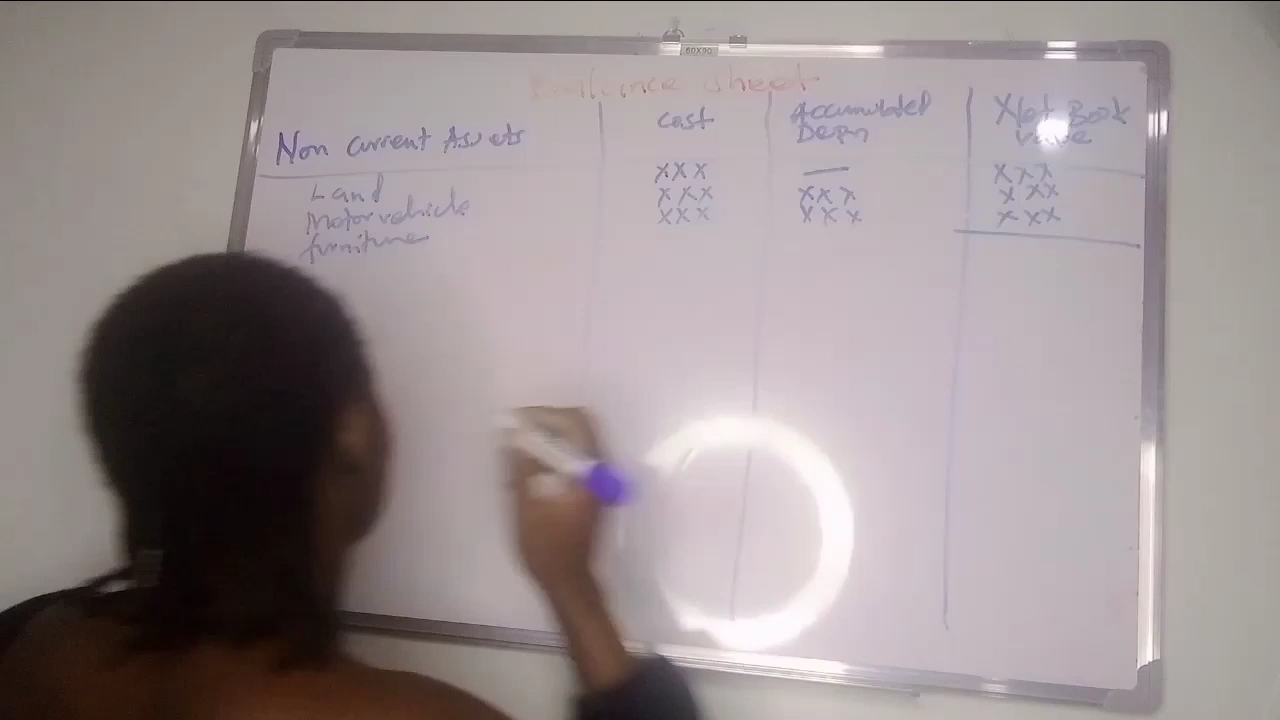 60X90
Balance sheet
Non current Assets
Cost
Accumulated
Depn
Net Book
Value
Land XXX — XXX
Motor vehicle XXX XXX XXX
furniture XXX XXX XXX